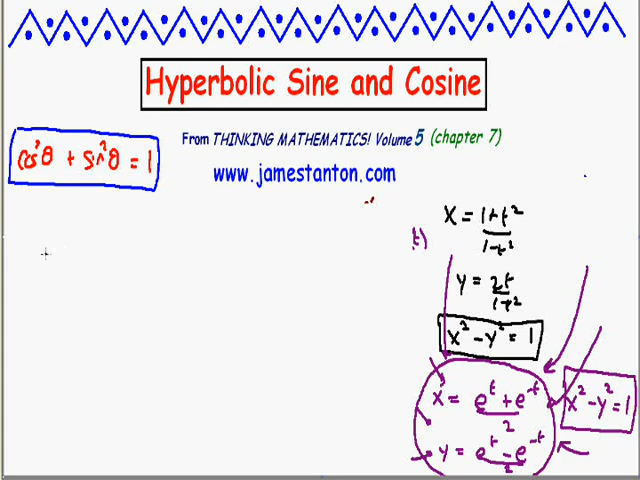 Hyperbolic Sine and Cosine
From THINKING MATHEMATICS! Volume 5 (chapter 7)
www.jamestanton.com
cos²θ + sin²θ = 1
x = 1+t² / 1-t²
y = 2t / 1-t²
x² - y² = 1
x = e^t + e^-t / 2
x² - y² = 1
y = e^t - e^-t / 2